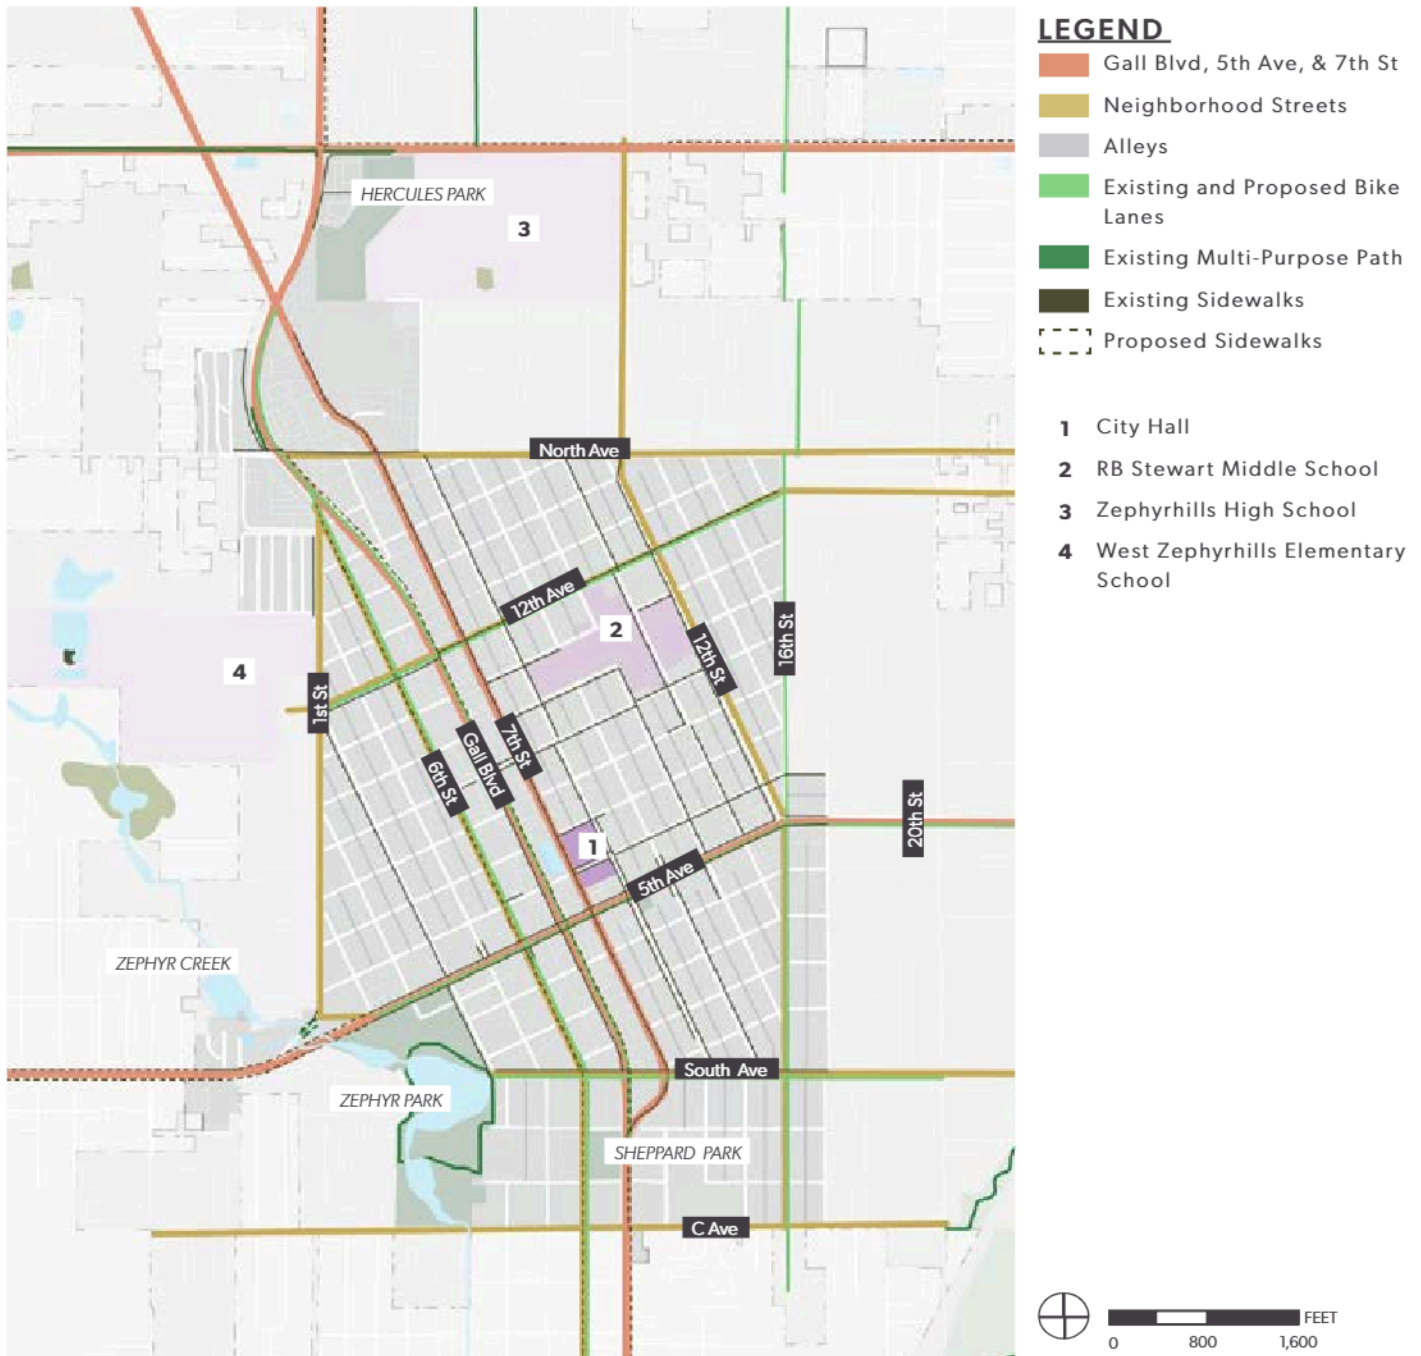 LEGEND
Gall Blvd, 5th Ave, & 7th St
Neighborhood Streets
Alleys
Existing and Proposed Bike
Lanes
Existing Multi-Purpose Path
Existing Sidewalks
Proposed Sidewalks
1 City Hall
2 RB Stewart Middle School
3 Zephyrhills High School
4 West Zephyrhills Elementary
School
HERCULES PARK
3
North Ave
12th Ave
2
12th St
16th St
4
1st St
6th St
Gall Blvd
7th St
1
5th Ave
20th St
ZEPHYR CREEK
South Ave
ZEPHYR PARK
SHEPPARD PARK
C Ave
FEET
0 800 1,600